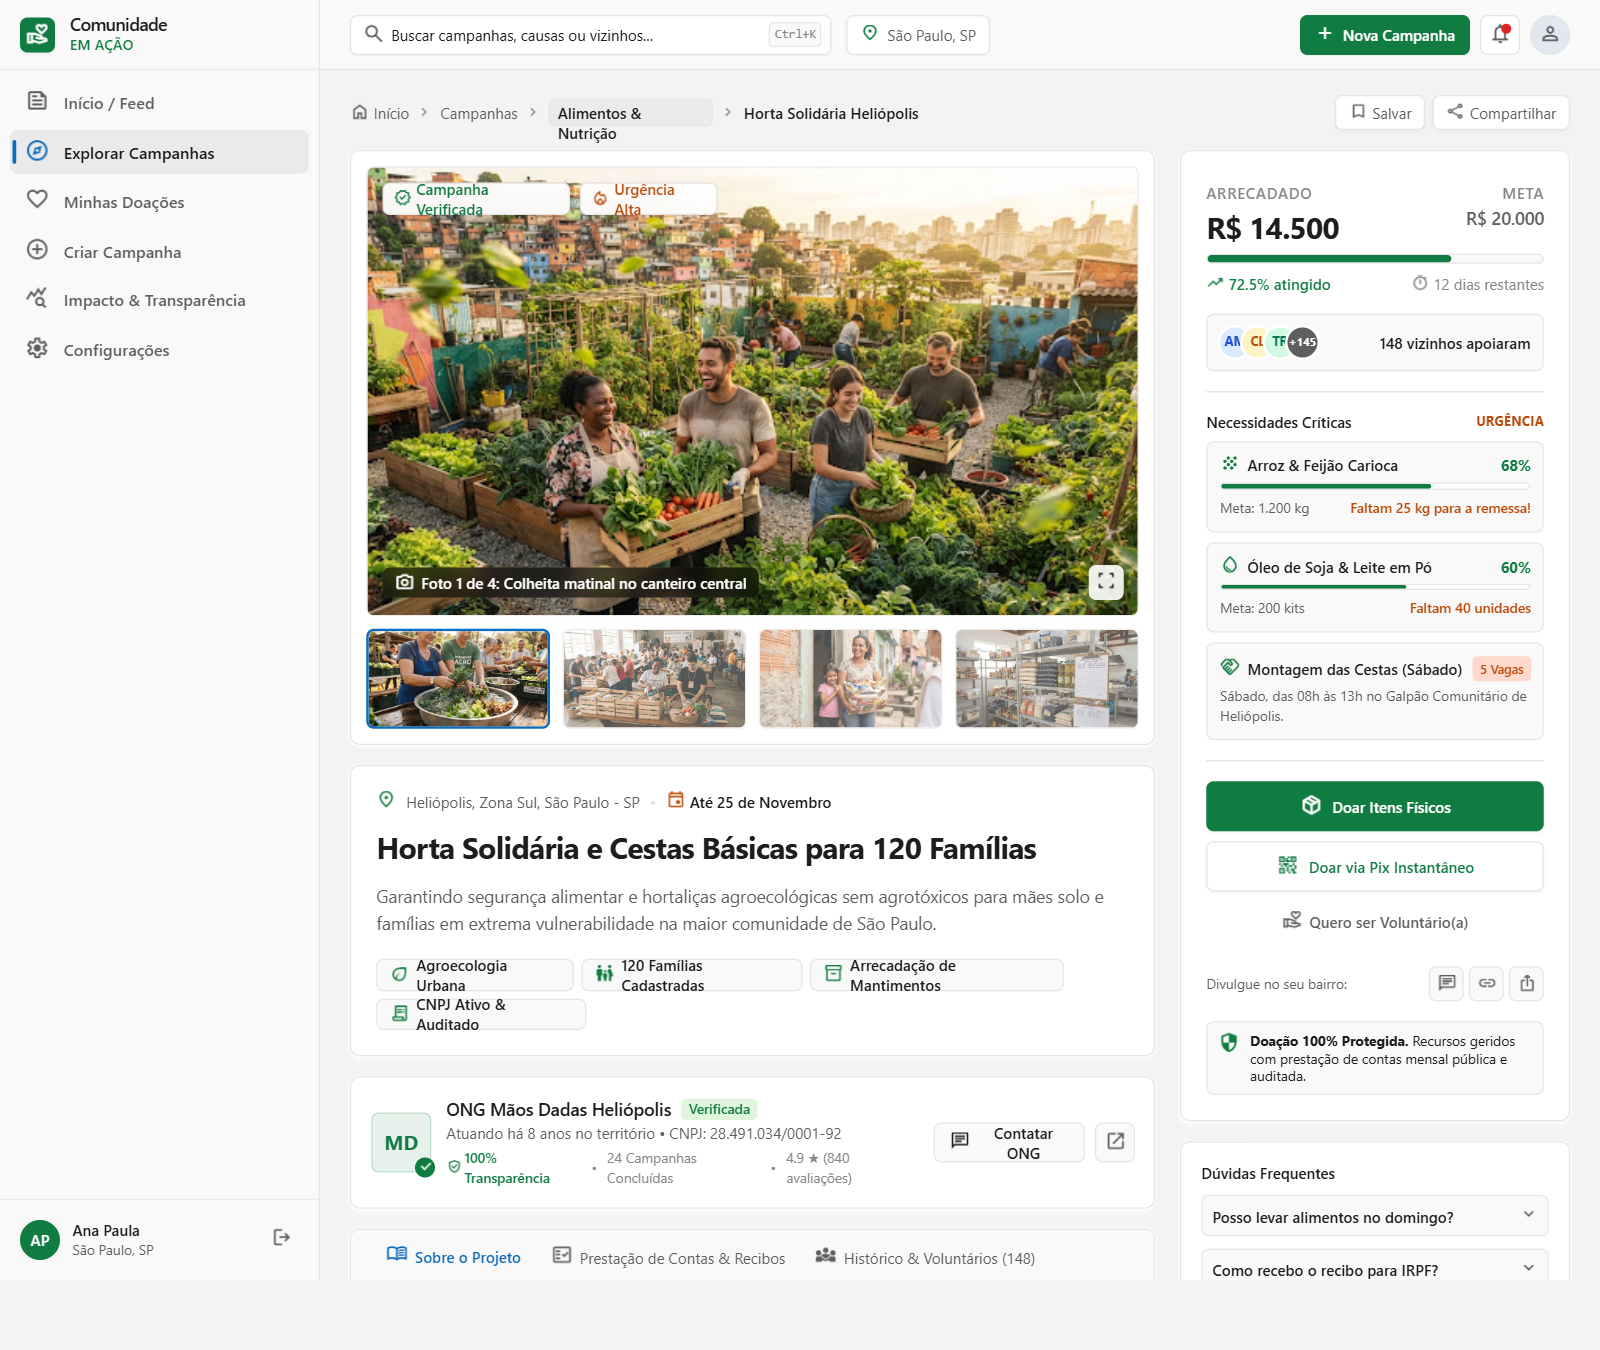 Comunidade
EM AÇÃO
Buscar campanhas, causas ou vizinhos...
Ctrl+K
São Paulo, SP
Nova Campanha
Início / Feed
Explorar Campanhas
Minhas Doações
Criar Campanha
Impacto & Transparência
Configurações
Ana Paula
São Paulo, SP
AP
Início
Campanhas
Alimentos &
Nutrição
Horta Solidária Heliópolis
Salvar
Compartilhar
Campanha
Verificada
Urgência
Alta
Foto 1 de 4: Colheita matinal no canteiro central
Heliópolis, Zona Sul, São Paulo - SP
Até 25 de Novembro
Horta Solidária e Cestas Básicas para 120 Famílias
Garantindo segurança alimentar e hortaliças agroecológicas sem agrotóxicos para mães solo e
famílias em extrema vulnerabilidade na maior comunidade de São Paulo.
Agroecologia
Urbana
120 Famílias
Cadastradas
Arrecadação de
Mantimentos
CNPJ Ativo &
Auditado
MD
ONG Mãos Dadas Heliópolis
Verificada
Atuando há 8 anos no território • CNPJ: 28.491.034/0001-92
100%
Transparência
•
24 Campanhas
Concluídas
•
4.9 ★ (840
avaliações)
Contatar
ONG
Sobre o Projeto
Prestação de Contas & Recibos
Histórico & Voluntários (148)
ARRECADADO
META
R$ 14.500
R$ 20.000
72.5% atingido
12 dias restantes
+145
148 vizinhos apoiaram
Necessidades Críticas
URGÊNCIA
Arroz & Feijão Carioca
68%
Meta: 1.200 kg
Faltam 25 kg para a remessa!
Óleo de Soja & Leite em Pó
60%
Meta: 200 kits
Faltam 40 unidades
Montagem das Cestas (Sábado)
5 Vagas
Sábado, das 08h às 13h no Galpão Comunitário de
Heliópolis.
Doar Itens Físicos
Doar via Pix Instantâneo
Quero ser Voluntário(a)
Divulgue no seu bairro:
Doação 100% Protegida. Recursos geridos
com prestação de contas mensal pública e
auditada.
Dúvidas Frequentes
Posso levar alimentos no domingo?
Como recebo o recibo para IRPF?